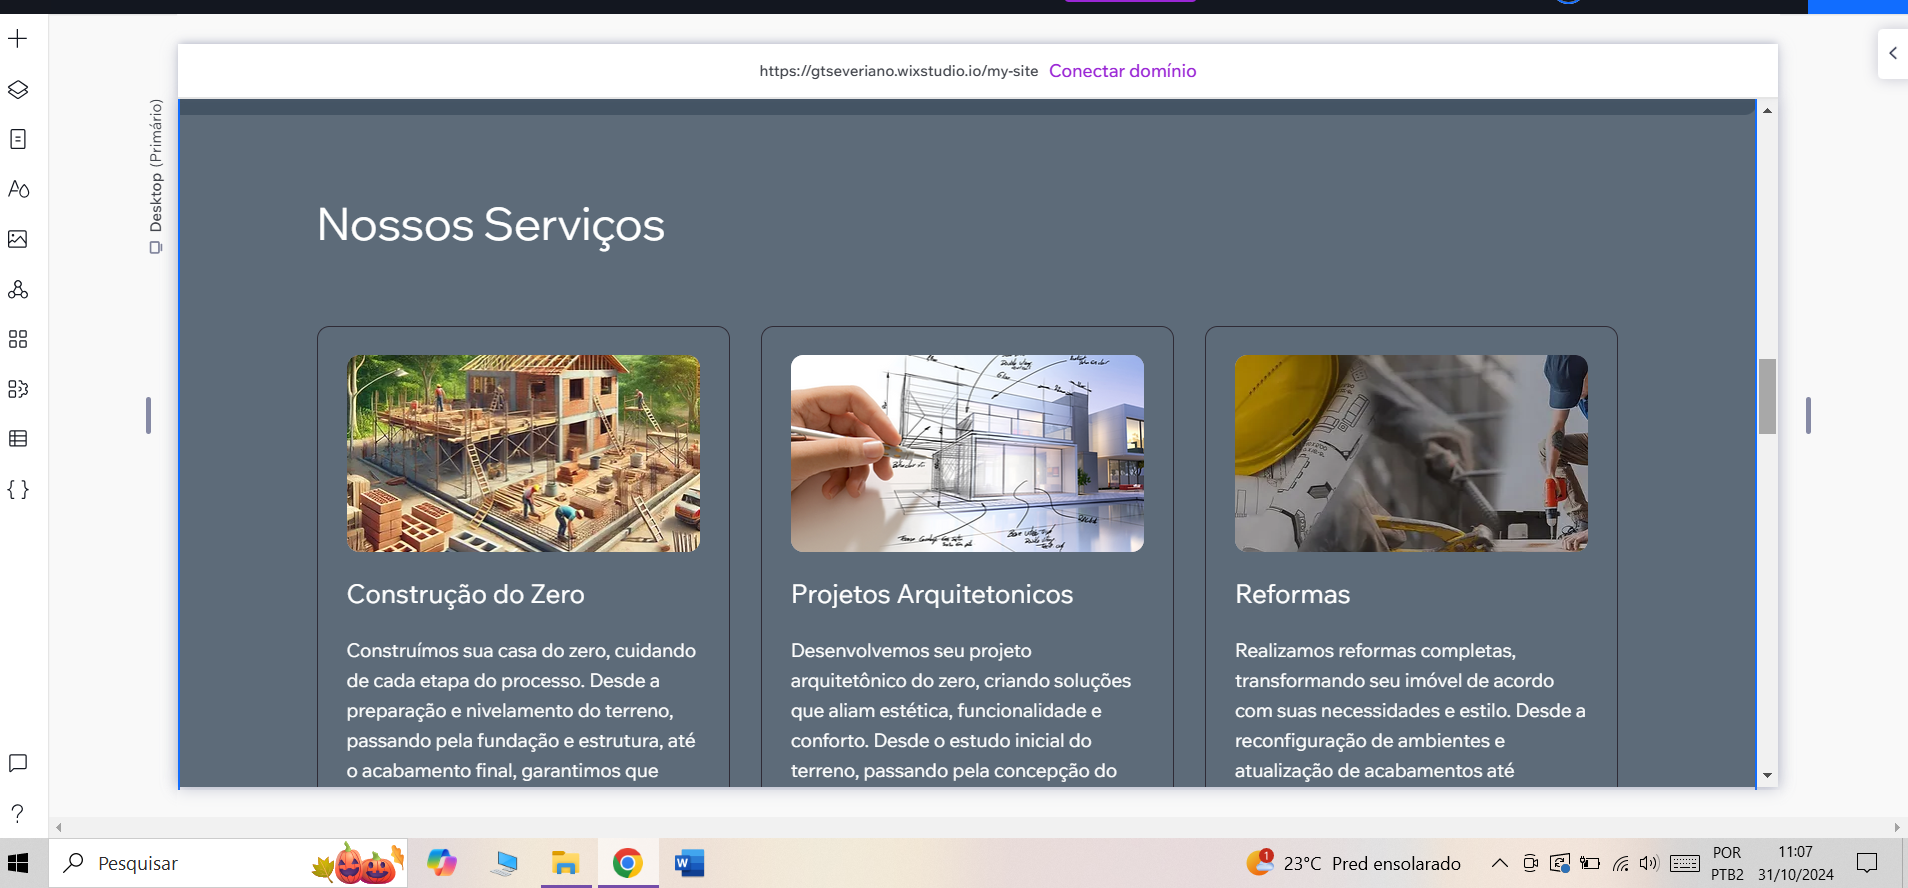 https://gtseveriano.wixstudio.io/my-site Conectar domínio
Desktop (Primário)
Nossos Serviços
Construção do Zero
Construímos sua casa do zero, cuidando
de cada etapa do processo. Desde a
preparação e nivelamento do terreno,
passando pela fundação e estrutura, até
o acabamento final, garantimos que
Projetos Arquitetonicos
Desenvolvemos seu projeto
arquitetônico do zero, criando soluções
que aliam estética, funcionalidade e
conforto. Desde o estudo inicial do
terreno, passando pela concepção do
Reformas
Realizamos reformas completas,
transformando seu imóvel de acordo
com suas necessidades e estilo. Desde a
reconfiguração de ambientes e
atualização de acabamentos até
Pesquisar
1
23°C Pred ensolarado
POR
PTB2
11:07
31/10/2024